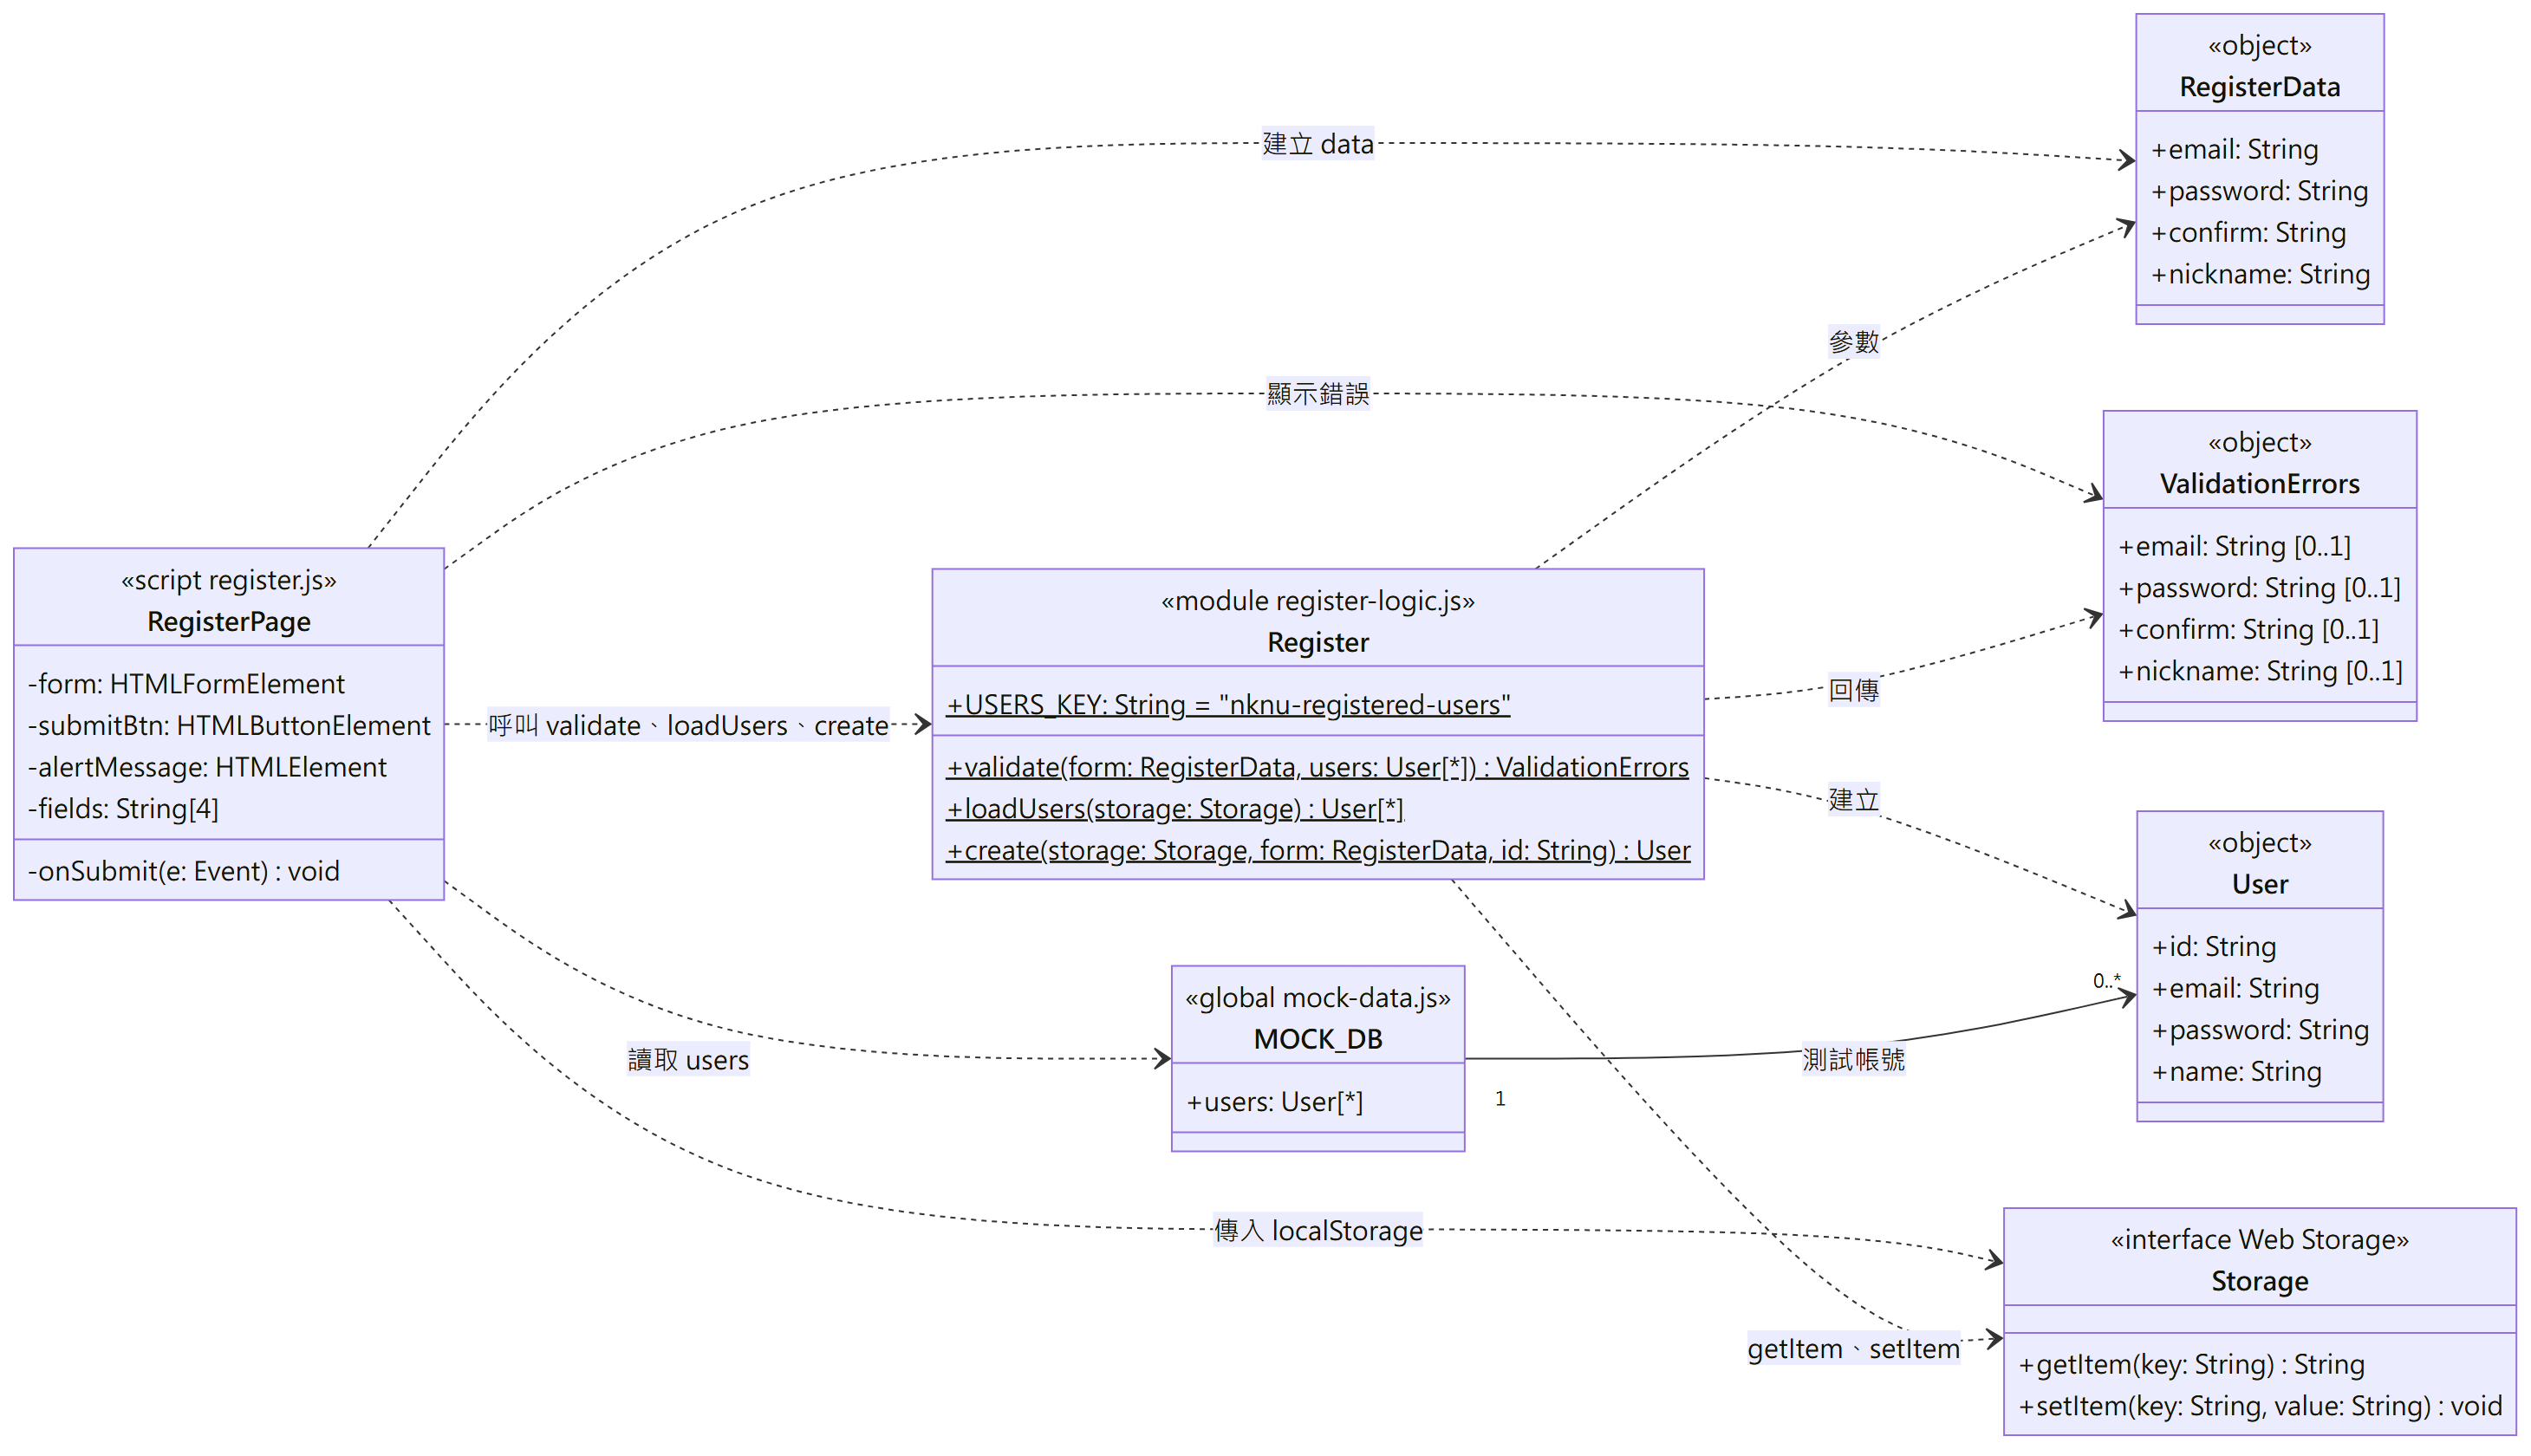 «object»
RegisterData
+email: String
+password: String
+confirm: String
+nickname: String
建立 data
參數
顯示錯誤
«object»
ValidationErrors
+email: String [0..1]
+password: String [0..1]
+confirm: String [0..1]
+nickname: String [0..1]
«script register.js»
RegisterPage
-form: HTMLFormElement
-submitBtn: HTMLButtonElement
-alertMessage: HTMLElement
-fields: String[4]
-onSubmit(e: Event) : void
呼叫 validate、loadUsers、create
«module register-logic.js»
Register
+USERS_KEY: String = "nknu-registered-users"
+validate(form: RegisterData, users: User[*]) : ValidationErrors
+loadUsers(storage: Storage) : User[*]
+create(storage: Storage, form: RegisterData, id: String) : User
回傳
建立
«object»
User
+id: String
+email: String
+password: String
+name: String
讀取 users
«global mock-data.js»
MOCK_DB
+users: User[*]
1
測試帳號
0..*
傳入 localStorage
getItem、setItem
«interface Web Storage»
Storage
+getItem(key: String) : String
+setItem(key: String, value: String) : void